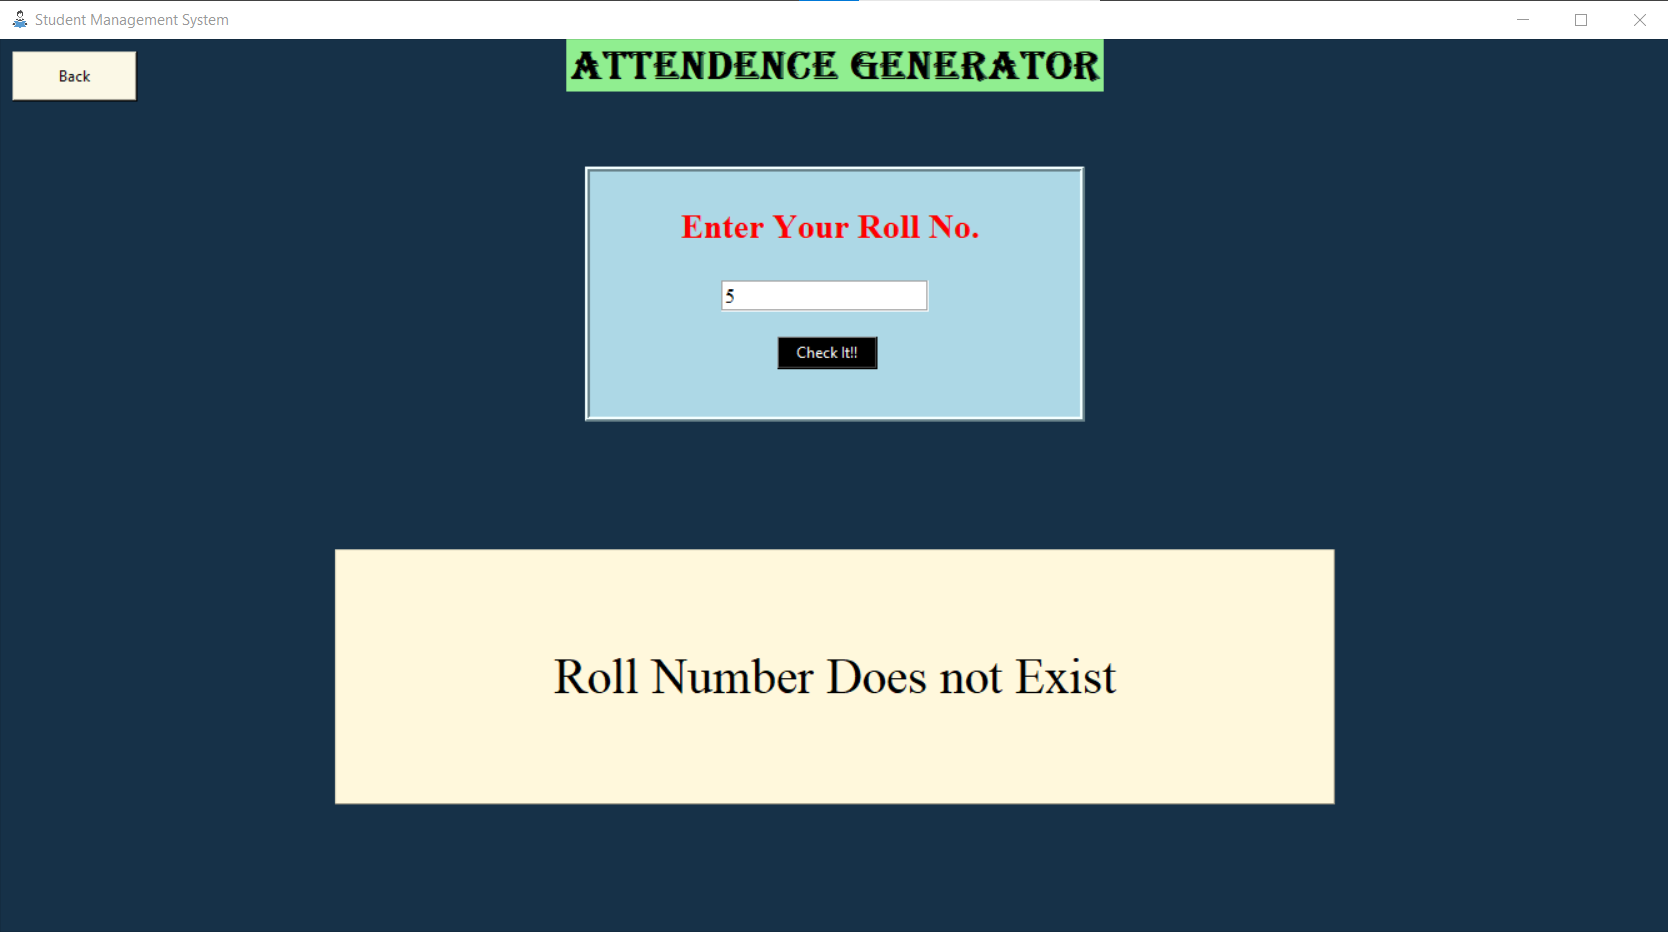 Student Management System
Back
ATTENDENCE GENERATOR
Enter Your Roll No.
5
Check It!!
Roll Number Does not Exist